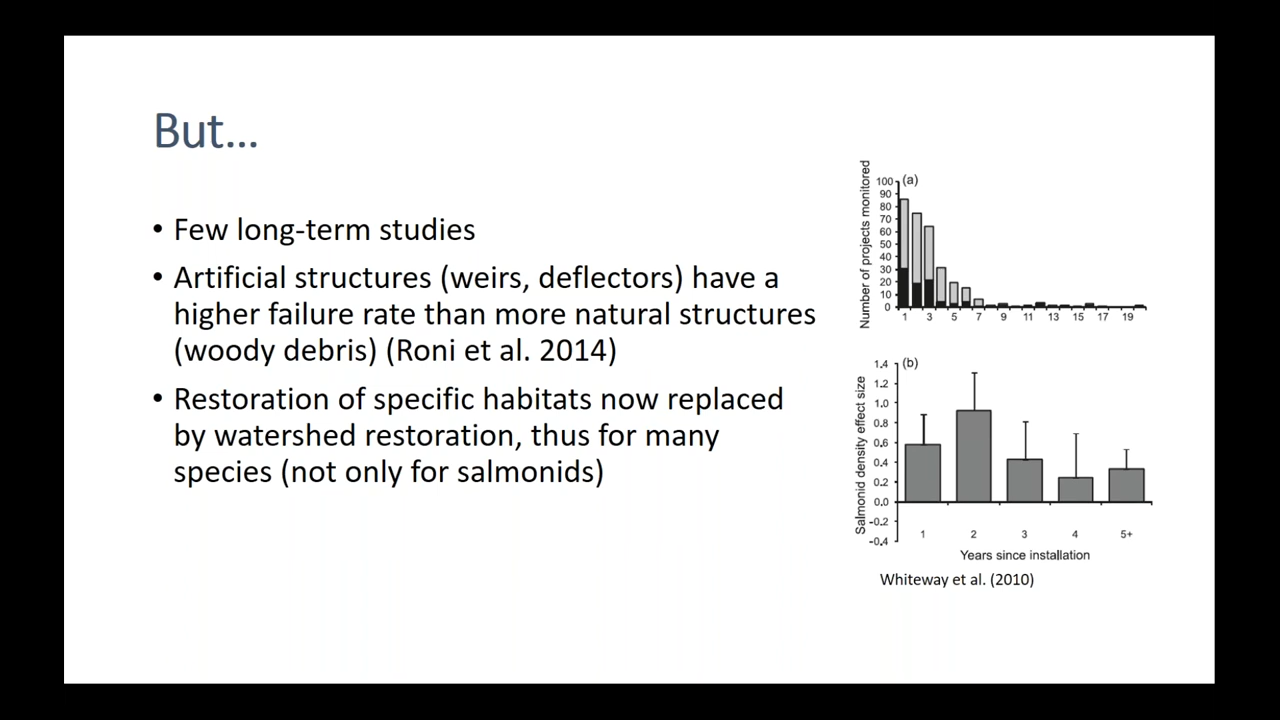 But...
• Few long-term studies
• Artificial structures (weirs, deflectors) have a
higher failure rate than more natural structures
(woody debris) (Roni et al. 2014)
• Restoration of specific habitats now replaced
by watershed restoration, thus for many
species (not only for salmonids)
Number of projects monitored
(a)
100
90
80
70
60
50
40
30
20
10
0
1 3 5 7 9 11 13 15 17 19
Salmonid density effect size
(b)
1.4
1.2
1.0
0.8
0.6
0.4
0.2
0.0
-0.2
-0.4
1 2 3 4 5+
Years since installation
Whiteway et al. (2010)